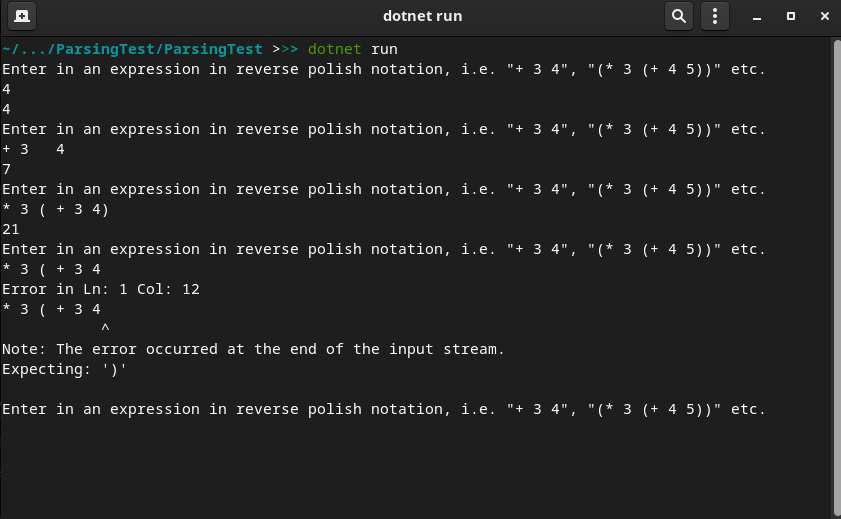 dotnet run
~/.../ParsingTest/ParsingTest >>> dotnet run
Enter in an expression in reverse polish notation, i.e. "+ 3 4", "(* 3 (+ 4 5))" etc.
4
4
Enter in an expression in reverse polish notation, i.e. "+ 3 4", "(* 3 (+ 4 5))" etc.
+ 3   4
7
Enter in an expression in reverse polish notation, i.e. "+ 3 4", "(* 3 (+ 4 5))" etc.
* 3 ( + 3 4)
21
Enter in an expression in reverse polish notation, i.e. "+ 3 4", "(* 3 (+ 4 5))" etc.
* 3 ( + 3 4
Error in Ln: 1 Col: 12
* 3 ( + 3 4
           ^
Note: The error occurred at the end of the input stream.
Expecting: ')'
Enter in an expression in reverse polish notation, i.e. "+ 3 4", "(* 3 (+ 4 5))" etc.